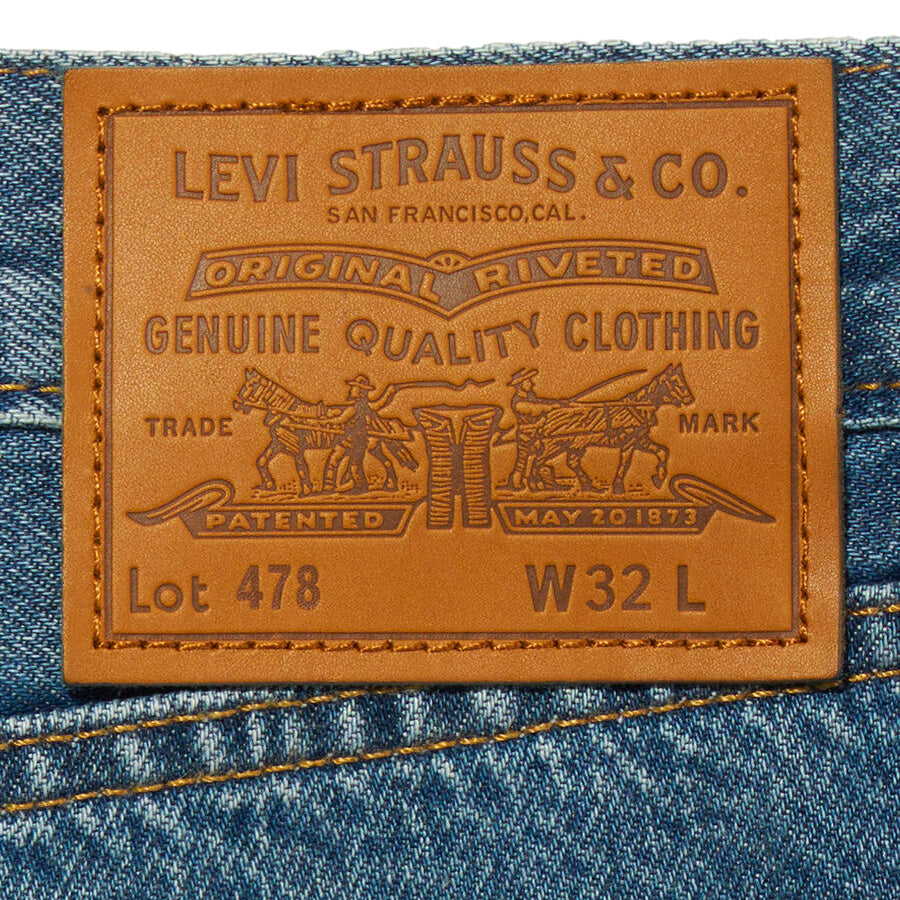 LEVI STRAUSS & CO.
SAN FRANCISCO, CAL.
ORIGINAL RIVETED
GENUINE QUALITY CLOTHING
TRADE MARK
PATENTED MAY 20 1873
Lot 478 W32 L